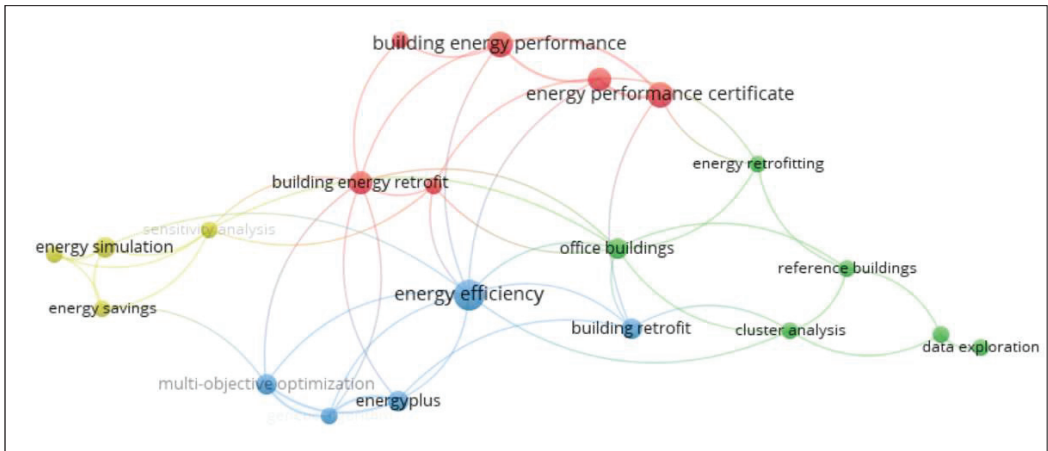 building energy performance
energy performance certificate
energy retrofitting
building energy retrofit
sensitivity analysis
energy simulation
office buildings
reference buildings
energy efficiency
energy savings
building retrofit
cluster analysis
data exploration
multi-objective optimization
energyplus